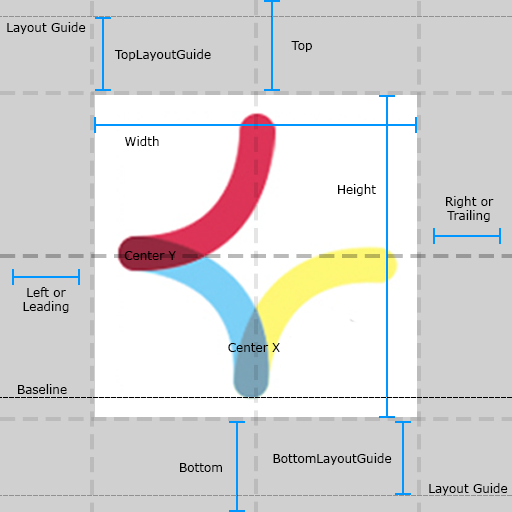 Layout Guide
TopLayoutGuide
Top
Width
Height
Right or
Trailing
Center Y
Left or
Leading
Center X
Baseline
Bottom
BottomLayoutGuide
Layout Guide